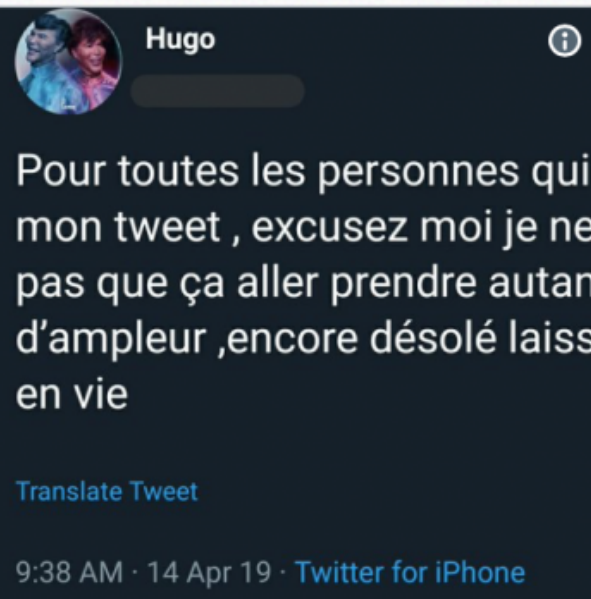 Hugo
Pour toutes les personnes qui
mon tweet , excusez moi je ne
pas que ça aller prendre autan
d’ampleur ,encore désolé laiss
en vie
Translate Tweet
9:38 AM · 14 Apr 19 · Twitter for iPhone